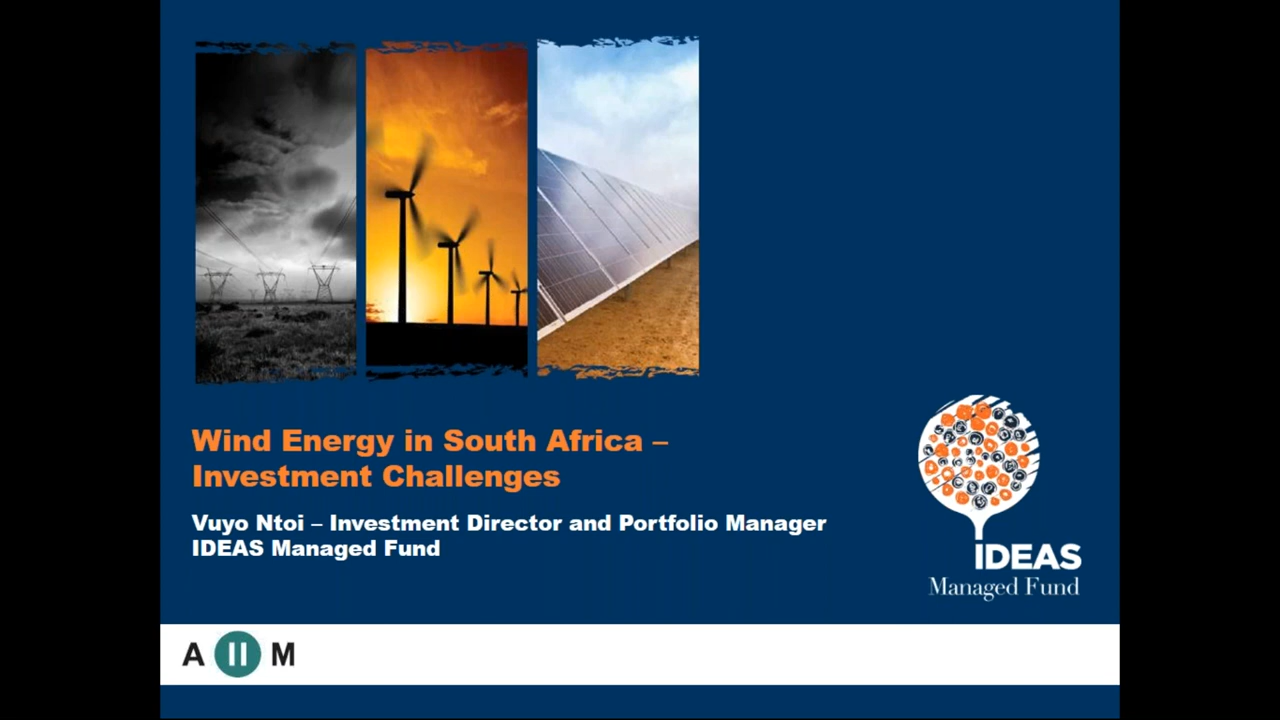 Wind Energy in South Africa –
Investment Challenges
Vuyo Ntoi – Investment Director and Portfolio Manager
IDEAS Managed Fund
IDEAS
Managed Fund
A II M